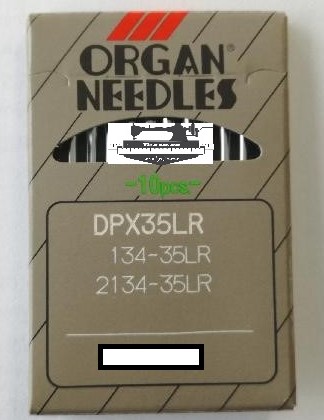 ORGAN®
NEEDLES
-10pcs-
DPX35LR
134-35LR
2134-35LR